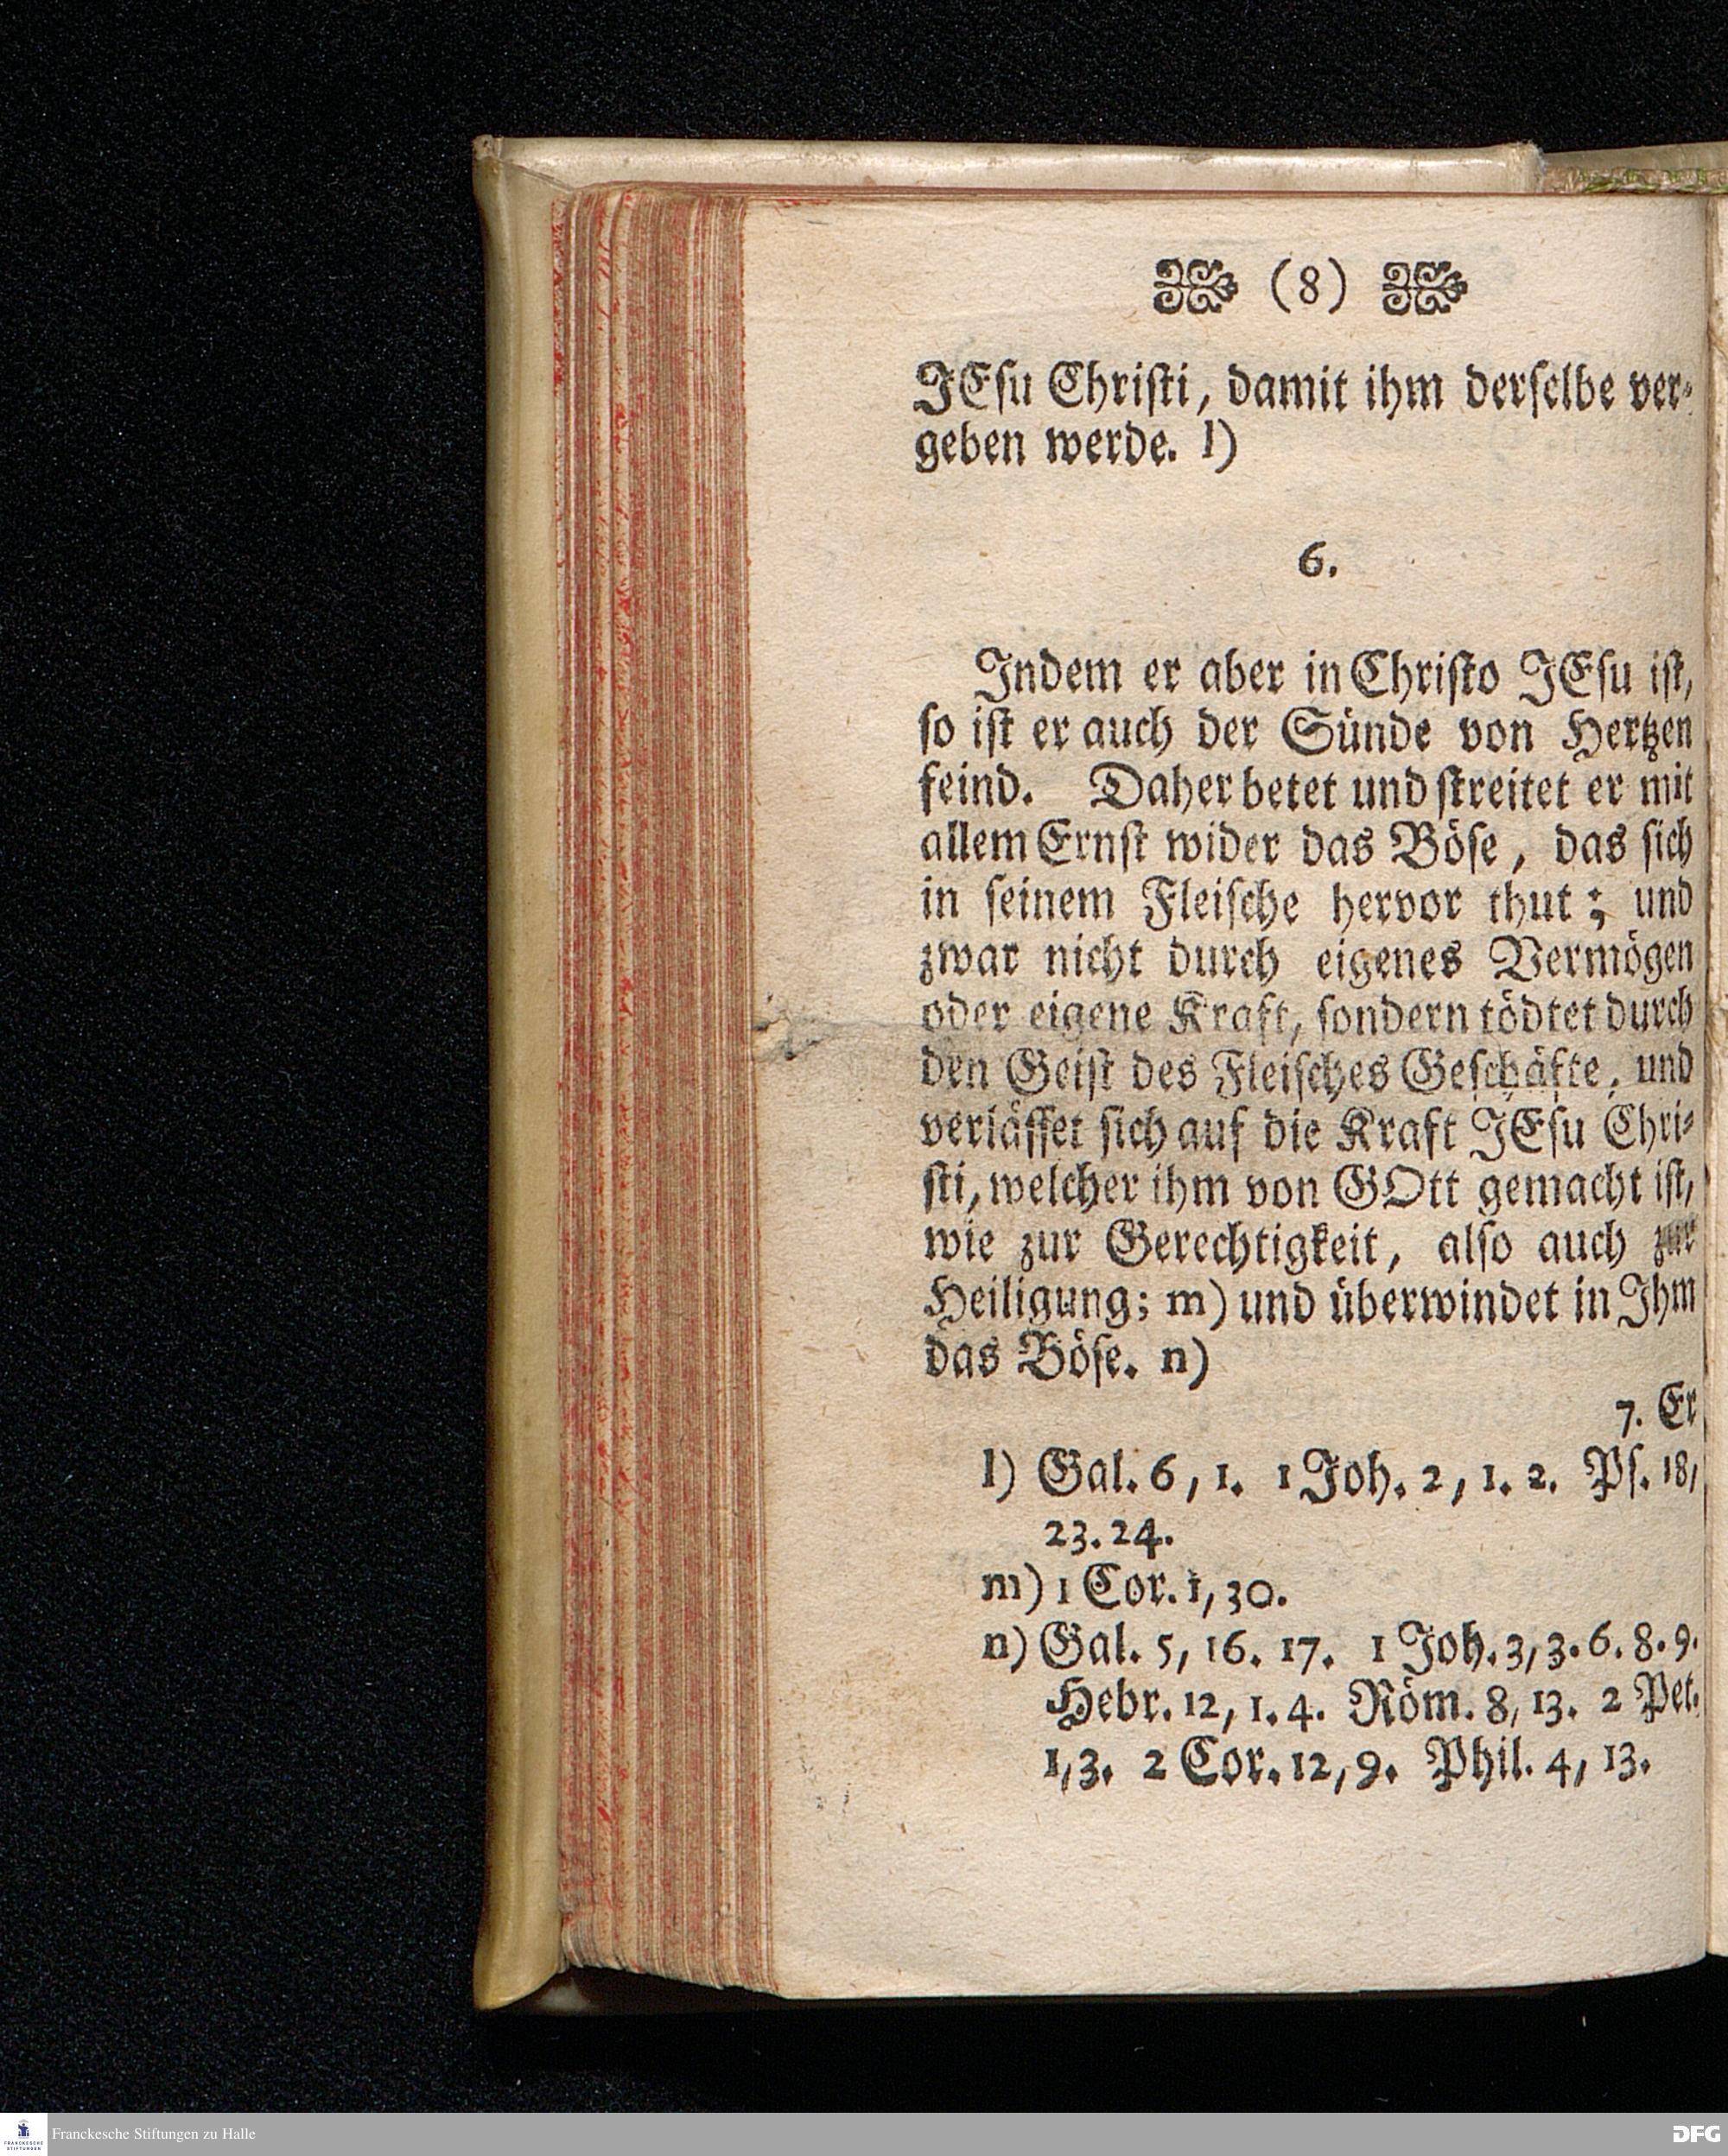 (8)
JEſu Chriſti, damit ihm derſelbe ver⸗
geben werde. l)
6.
Indem er aber in Chriſto JEſu iſt,
ſo iſt er auch der Sünde von Hertzen
feind. Daher betet und ſtreitet er mit
allem Ernſt wider das Böſe, das ſich
in ſeinem Fleiſche hervor thut; und
zwar nicht durch eigenes Vermögen
oder eigene Kraft, ſondern tödtet durch
den Geiſt des Fleiſches Geſchäfte, und
verläſſet ſich auf die Kraft JEſu Chri⸗
ſti, welcher ihm von GOtt gemacht iſt,
wie zur Gerechtigkeit, alſo auch zur
Heiligung; m) und überwindet in Ihm
das Böſe. n)
7. Er
l) Gal. 6, 1. 1 Joh. 2, 1. 2. Pſ. 18,
23. 24.
m) 1 Cor. 1, 30.
n) Gal. 5, 16. 17. 1 Joh. 3, 3. 6. 8. 9.
Hebr. 12, 1. 4. Röm. 8, 13. 2 Pet.
1, 3. 2 Cor. 12, 9. Phil. 4, 13.
FRANCKESCHE
STIFTUNGEN
Franckesche Stiftungen zu Halle
DFG